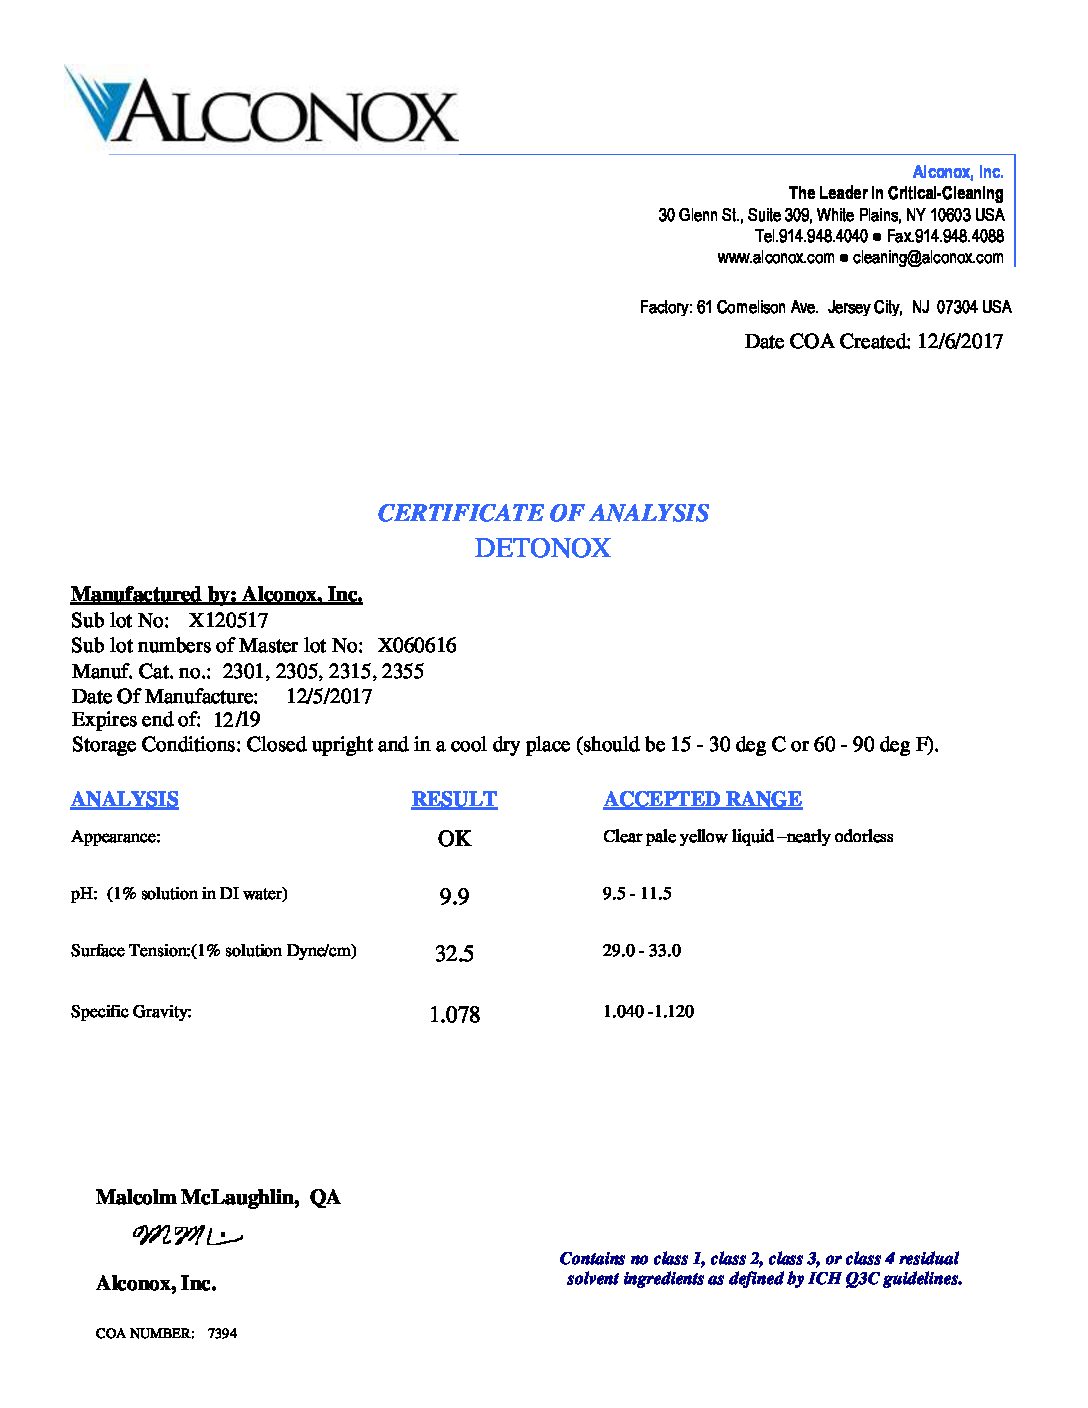 ALCONOX
Alconox, Inc.
The Leader in Critical-Cleaning
30 Glenn St., Suite 309, White Plains, NY 10603 USA
Tel.914.948.4040 ● Fax.914.948.4088
www.alconox.com ● cleaning@alconox.com
Factory: 61 Cornelison Ave. Jersey City, NJ 07304 USA
Date COA Created: 12/6/2017
CERTIFICATE OF ANALYSIS
DETONOX
Manufactured by: Alconox, Inc.
Sub lot No: X120517
Sub lot numbers of Master lot No: X060616
Manuf. Cat. no.: 2301, 2305, 2315, 2355
Date Of Manufacture: 12/5/2017
Expires end of: 12/19
Storage Conditions: Closed upright and in a cool dry place (should be 15 - 30 deg C or 60 - 90 deg F).
ANALYSIS RESULT ACCEPTED RANGE
Appearance: OK Clear pale yellow liquid –nearly odorless
pH: (1% solution in DI water) 9.9 9.5 - 11.5
Surface Tension:(1% solution Dyne/cm) 32.5 29.0 - 33.0
Specific Gravity: 1.078 1.040 -1.120
Malcolm McLaughlin, QA
Alconox, Inc.
COA NUMBER: 7394
Contains no class 1, class 2, class 3, or class 4 residual
solvent ingredients as defined by ICH Q3C guidelines.